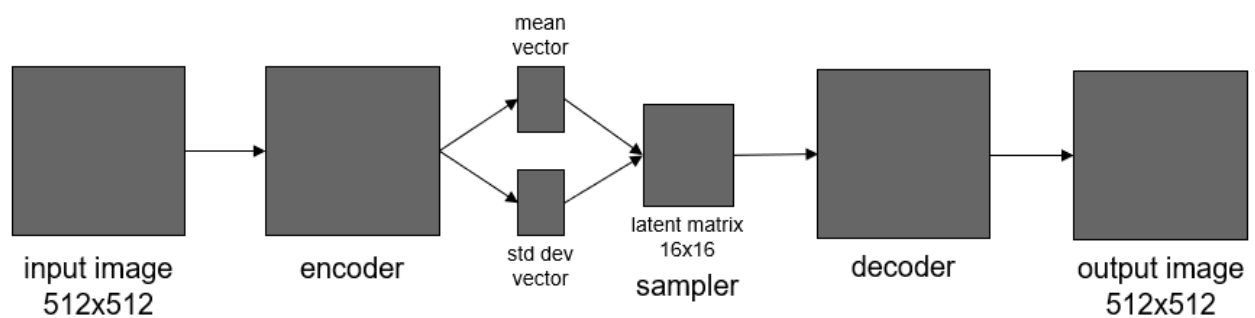 input image
512x512
encoder
mean
vector
std dev
vector
latent matrix
16x16
sampler
decoder
output image
512x512